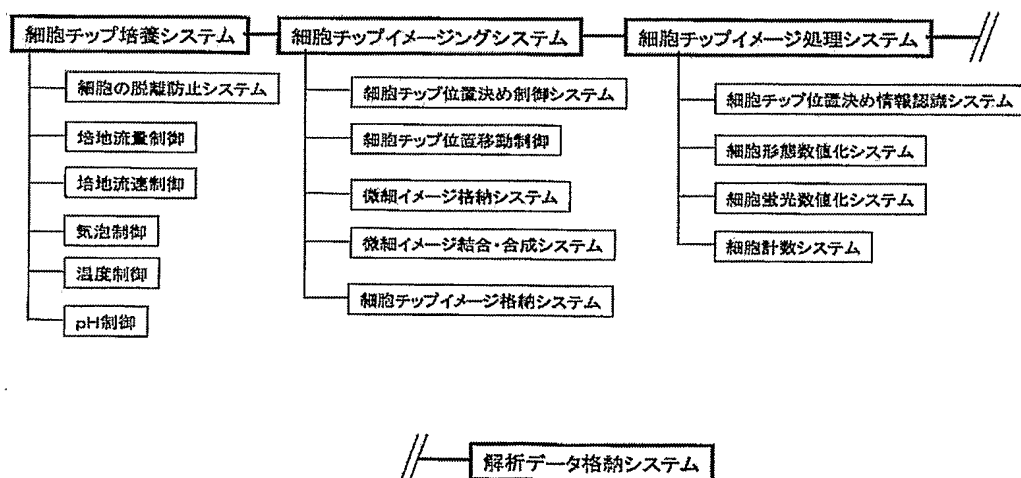 細胞チップ培養システム
細胞の脱離防止システム
培地流量制御
培地流速制御
気泡制御
温度制御
pH制御
細胞チップイメージングシステム
細胞チップ位置決め制御システム
細胞チップ位置移動制御
微細イメージ格納システム
微細イメージ結合・合成システム
細胞チップイメージ格納システム
細胞チップイメージ処理システム
細胞チップ位置決め情報認識システム
細胞形態数値化システム
細胞蛍光数値化システム
細胞計数システム
解析データ格納システム